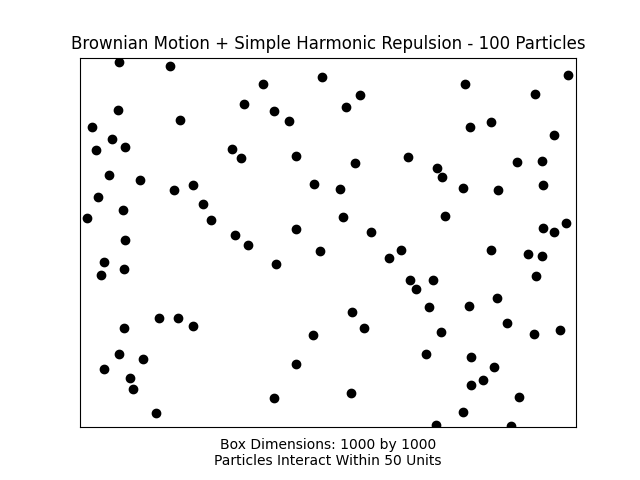 Brownian Motion + Simple Harmonic Repulsion - 100 Particles
Box Dimensions: 1000 by 1000
Particles Interact Within 50 Units